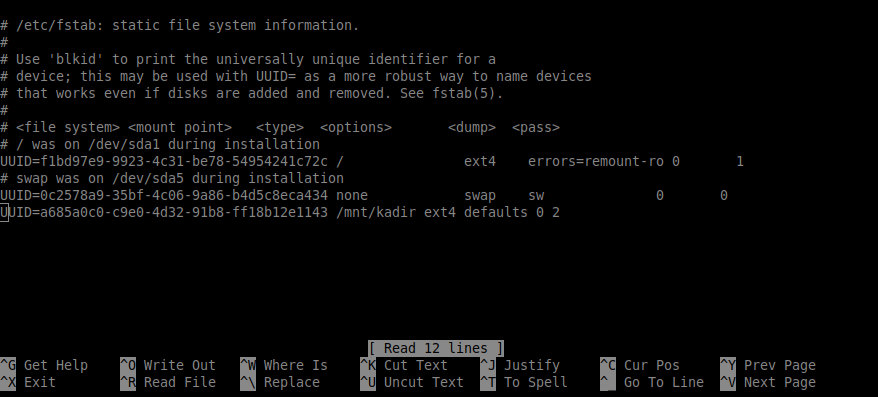 # /etc/fstab: static file system information.
#
# Use 'blkid' to print the universally unique identifier for a
# device; this may be used with UUID= as a more robust way to name devices
# that works even if disks are added and removed. See fstab(5).
#
# <file system> <mount point>   <type>  <options>       <dump>  <pass>
# / was on /dev/sda1 during installation
UUID=f1bd97e9-9923-4c31-be78-54954241c72c /               ext4    errors=remount-ro 0       1
# swap was on /dev/sda5 during installation
UUID=0c2578a9-35bf-4c06-9a86-b4d5c8eca434 none            swap    sw              0       0
UUID=a685a0c0-c9e0-4d32-91b8-ff18b12e1143 /mnt/kadir ext4 defaults 0 2
[ Read 12 lines ]
^G Get Help    ^O Write Out   ^W Where Is    ^K Cut Text    ^J Justify     ^C Cur Pos     ^Y Prev Page
^X Exit        ^R Read File   ^\ Replace     ^U Uncut Text  ^T To Spell    ^_ Go To Line  ^V Next Page